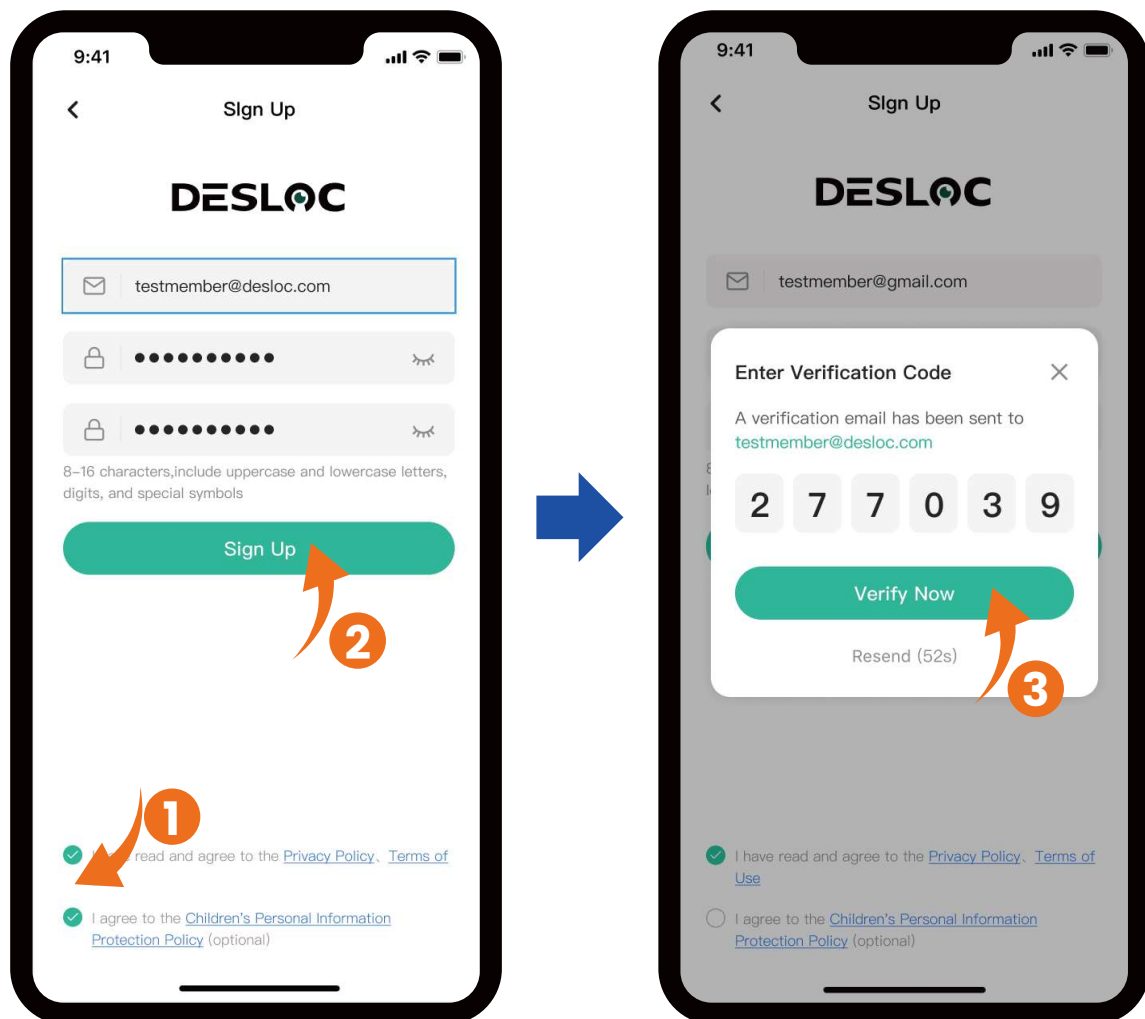 9:41
SIgn Up
DESLOC
testmember@desloc.com
8-16 characters,include uppercase and lowercase letters,
digits, and special symbols
Sign Up
2
1
read and agree to the Privacy Policy、Terms of
I agree to the Children's Personal Information
Protection Policy (optional)
9:41
SIgn Up
DESLOC
testmember@gmail.com
Enter Verification Code
A verification email has been sent to
testmember@desloc.com
2 7 7 0 3 9
Verify Now
Resend (52s)
3
I have read and agree to the Privacy Policy、Terms of
Use
I agree to the Children's Personal Information
Protection Policy (optional)